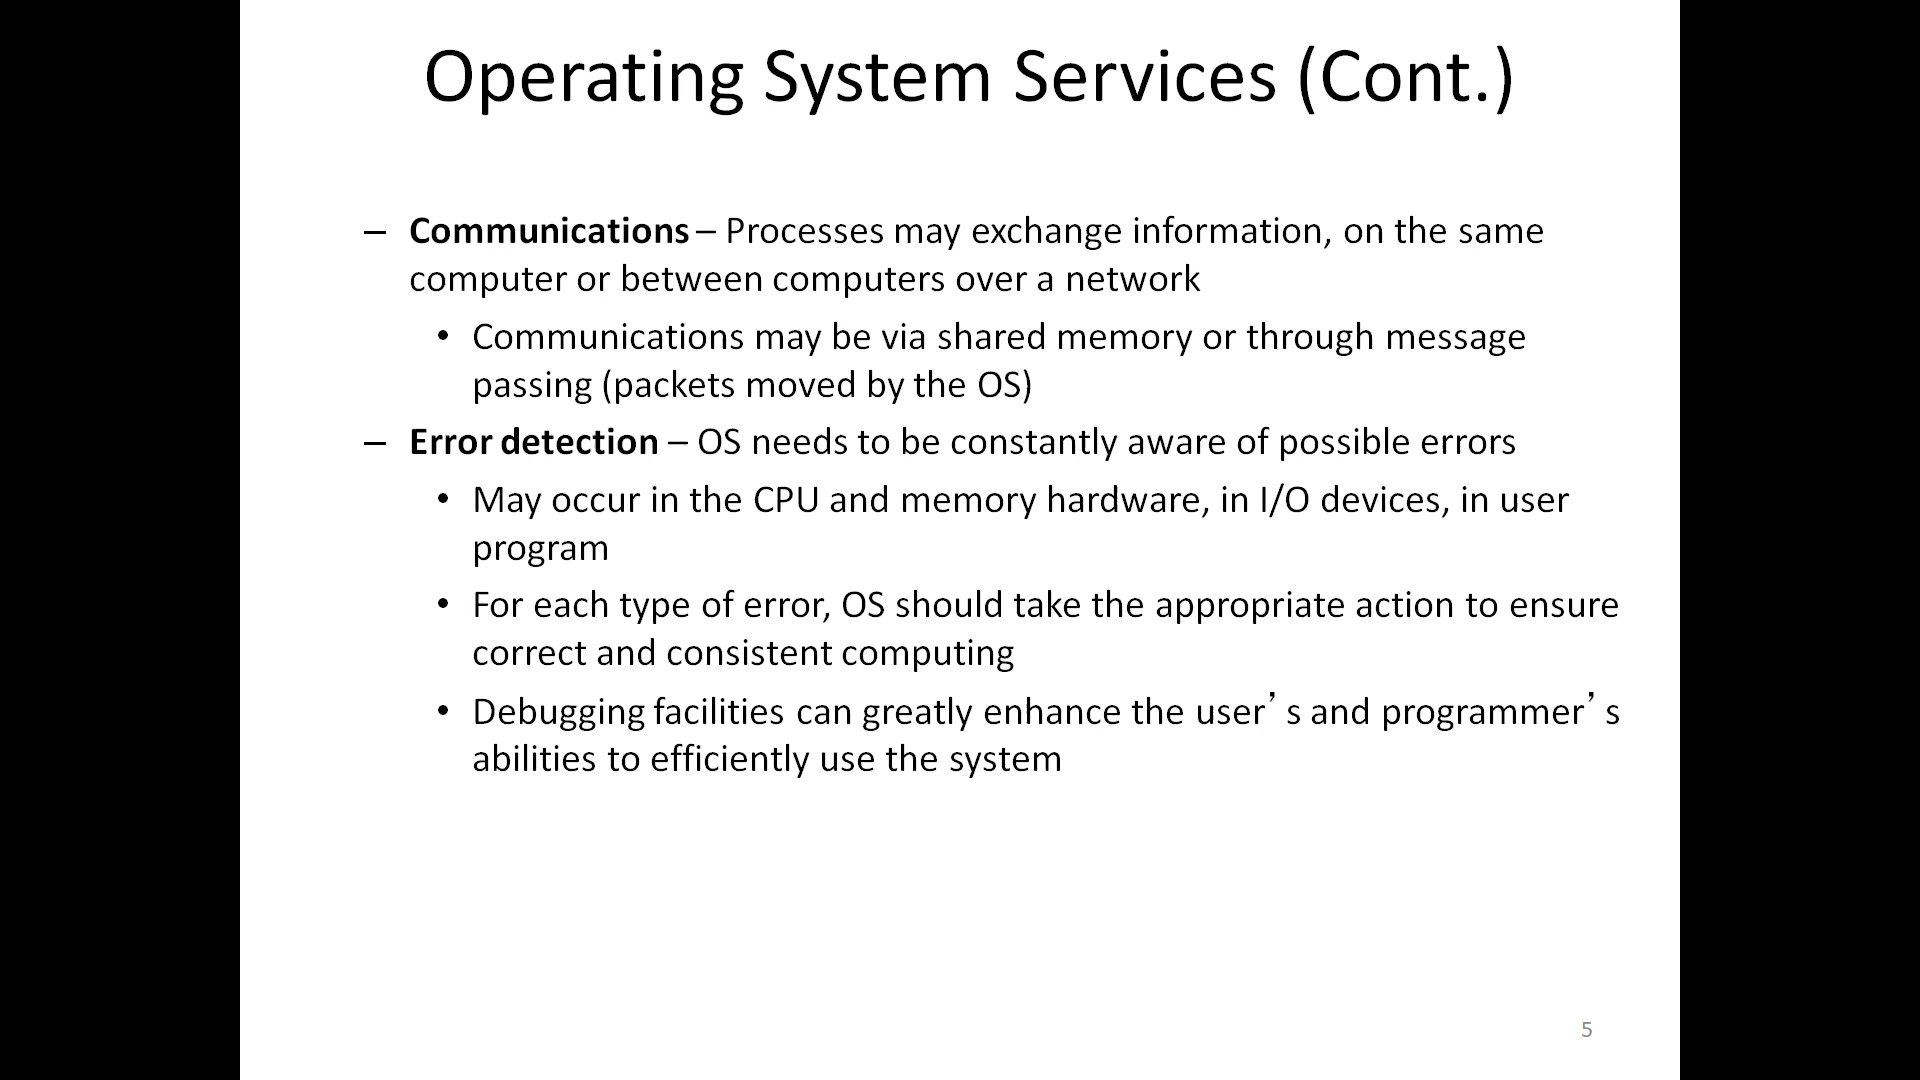 Operating System Services (Cont.)
– Communications – Processes may exchange information, on the same
computer or between computers over a network
• Communications may be via shared memory or through message
passing (packets moved by the OS)
– Error detection – OS needs to be constantly aware of possible errors
• May occur in the CPU and memory hardware, in I/O devices, in user
program
• For each type of error, OS should take the appropriate action to ensure
correct and consistent computing
• Debugging facilities can greatly enhance the user’s and programmer’s
abilities to efficiently use the system
5